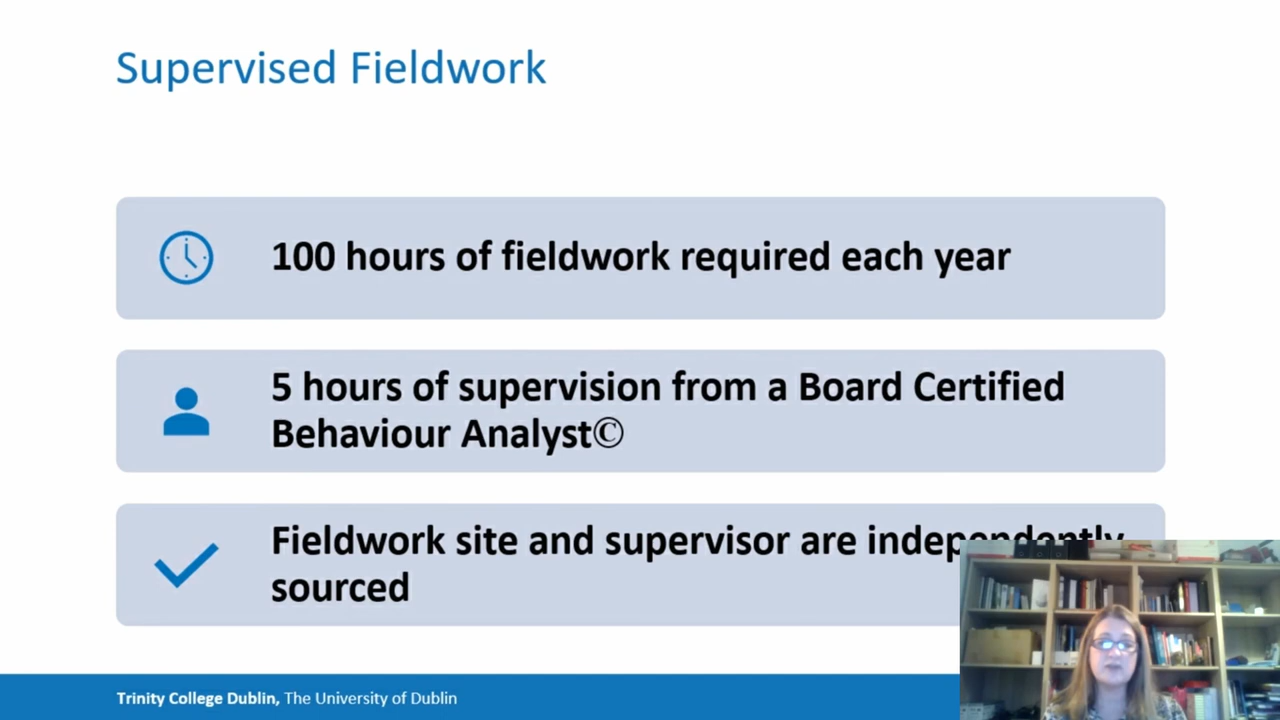 Supervised Fieldwork
100 hours of fieldwork required each year
5 hours of supervision from a Board Certified
Behaviour Analyst©
Fieldwork site and supervisor are independently
sourced
Trinity College Dublin, The University of Dublin